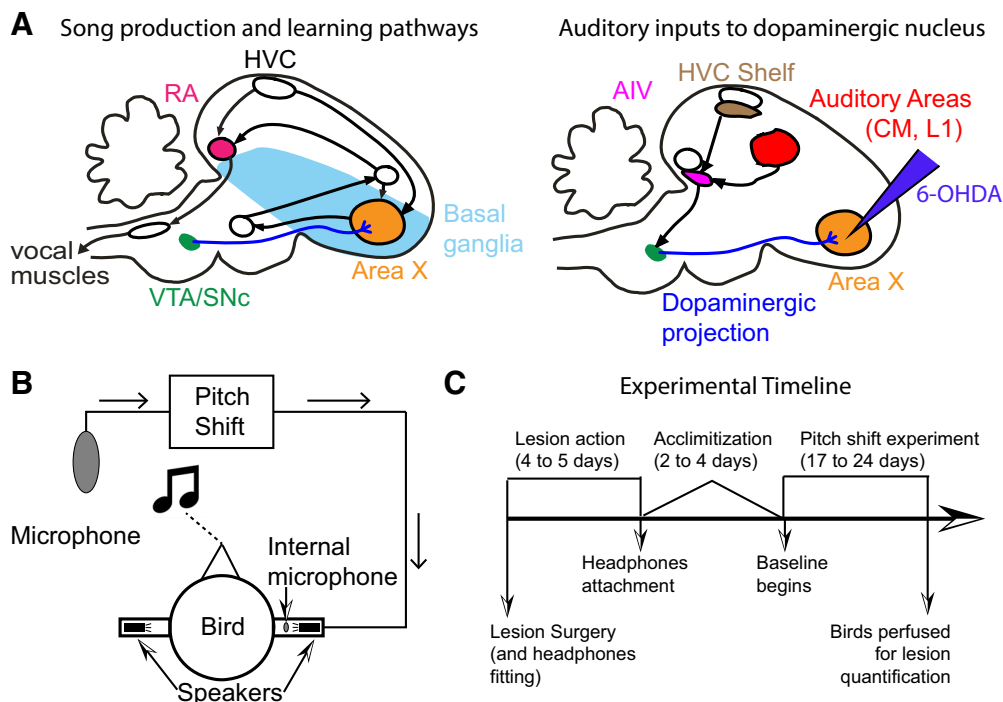 A
Song production and learning pathways
HVC
RA
Basal
ganglia
vocal
muscles
Area X
VTA/SNc
Auditory inputs to dopaminergic nucleus
HVC Shelf
AIV
Auditory Areas
(CM, L1)
6-OHDA
Area X
Dopaminergic
projection
B
Pitch
Shift
Microphone
Internal
microphone
Bird
Speakers
C
Experimental Timeline
Lesion action
(4 to 5 days)
Acclimitization
(2 to 4 days)
Pitch shift experiment
(17 to 24 days)
Headphones
attachment
Baseline
begins
Lesion Surgery
(and headphones
fitting)
Birds perfused
for lesion
quantification